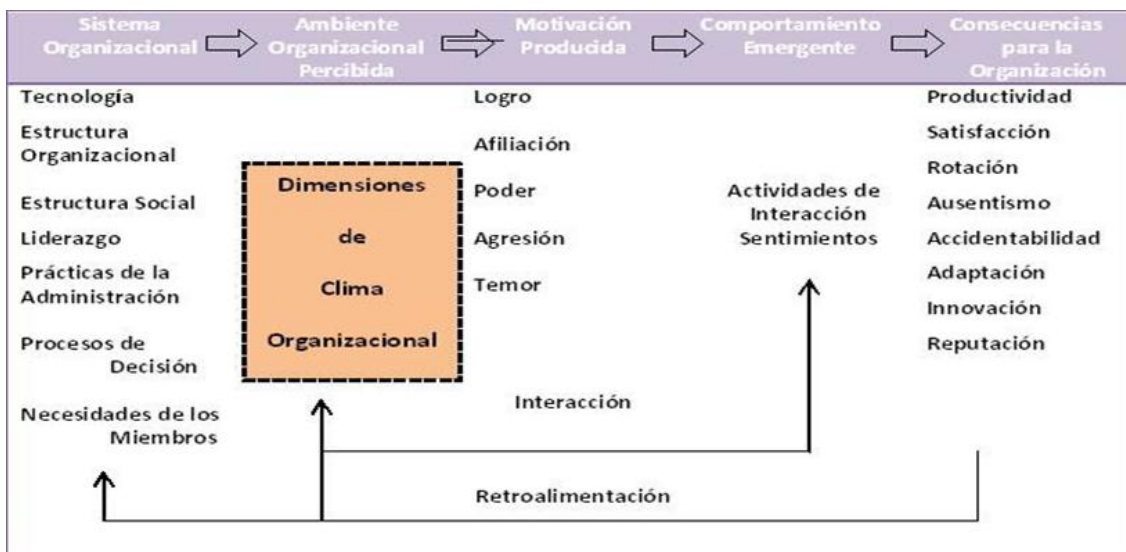 Sistema
Organizacional
Ambiente
Organizacional
Percibida
Motivación
Producida
Comportamiento
Emergente
Consecuencias
para la
Organización
Tecnología
Estructura
Organizacional
Estructura Social
Liderazgo
Prácticas de la
Administración
Procesos de
Decisión
Necesidades de los
Miembros
Dimensiones
de
Clima
Organizacional
Logro
Afiliación
Poder
Agresión
Temor
Actividades de
Interacción
Sentimientos
Productividad
Satisfacción
Rotación
Ausentismo
Accidentabilidad
Adaptación
Innovación
Reputación
Interacción
Retroalimentación